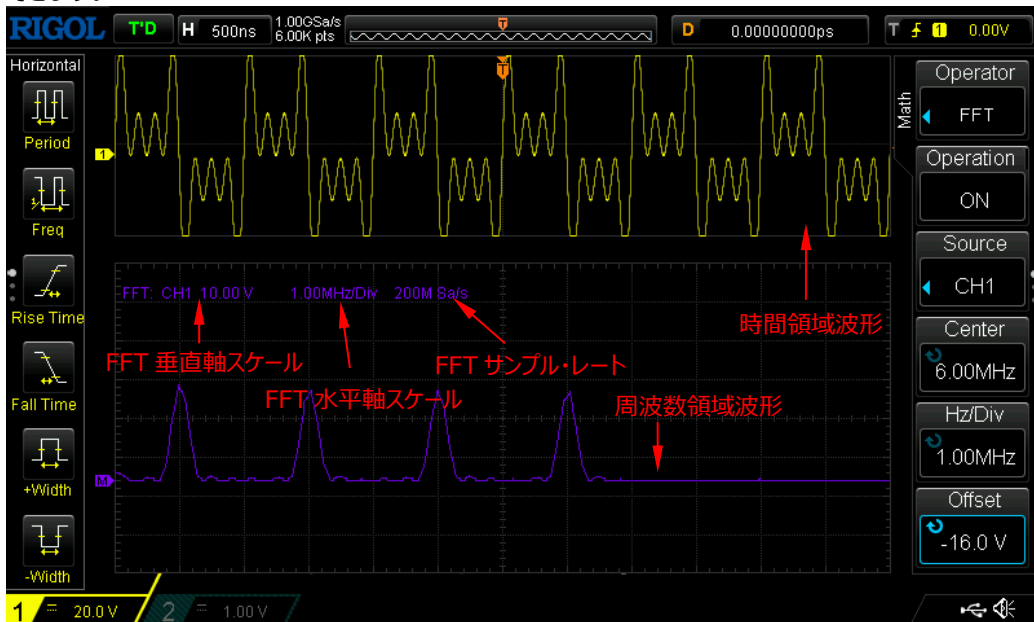 RIGOL T'D H 500ns 1.00GSa/s 6.00K pts T D 0.00000000ps T 1 0.00V
Horizontal
Period
Freq
Rise Time
Fall Time
+Width
-Width
T
1
FFT: CH1 10.00 V 1.00MHz/Div 200M Sa/s
時間領域波形
FFT 垂直軸スケール
FFT サンプル・レート
FFT 水平軸スケール
周波数領域波形
M
Math
Operator
FFT
Operation
ON
Source
CH1
Center
6.00MHz
Hz/Div
1.00MHz
Offset
-16.0 V
1 20.0 V 2 1.00 V